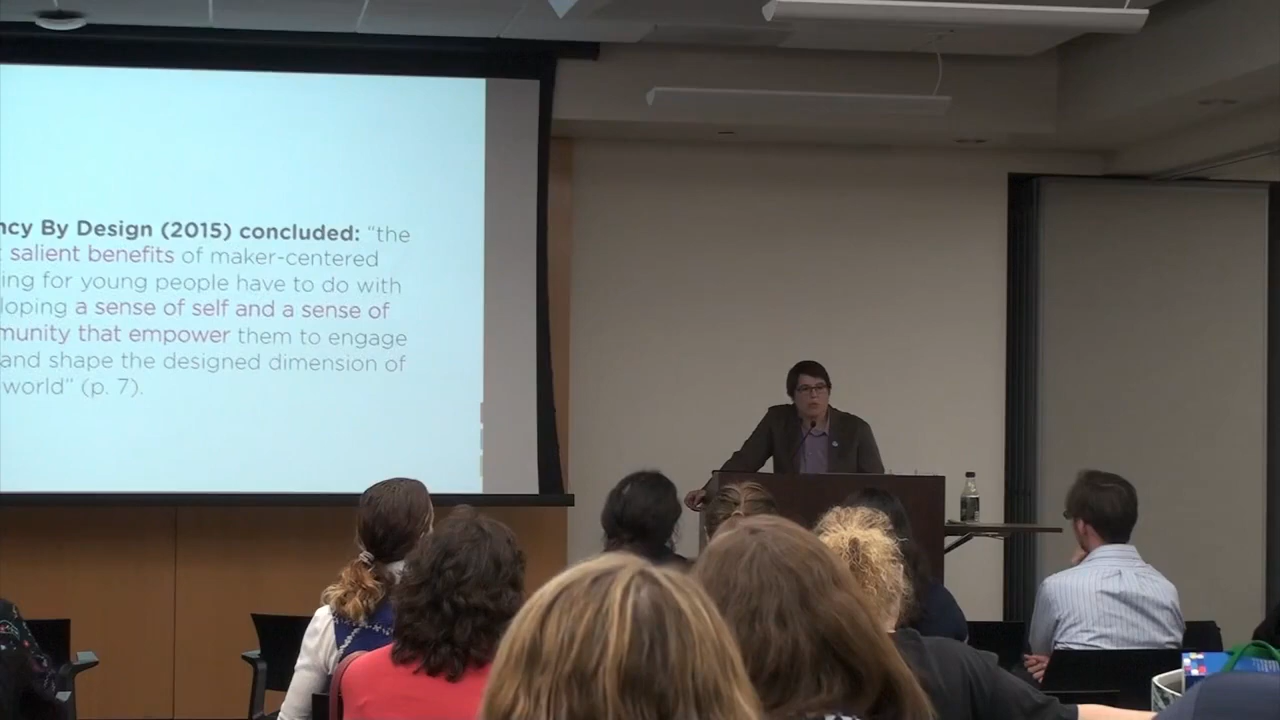 ncy By Design (2015) concluded: “the
salient benefits of maker-centered
ing for young people have to do with
loping a sense of self and a sense of
munity that empower them to engage
and shape the designed dimension of
world” (p. 7).